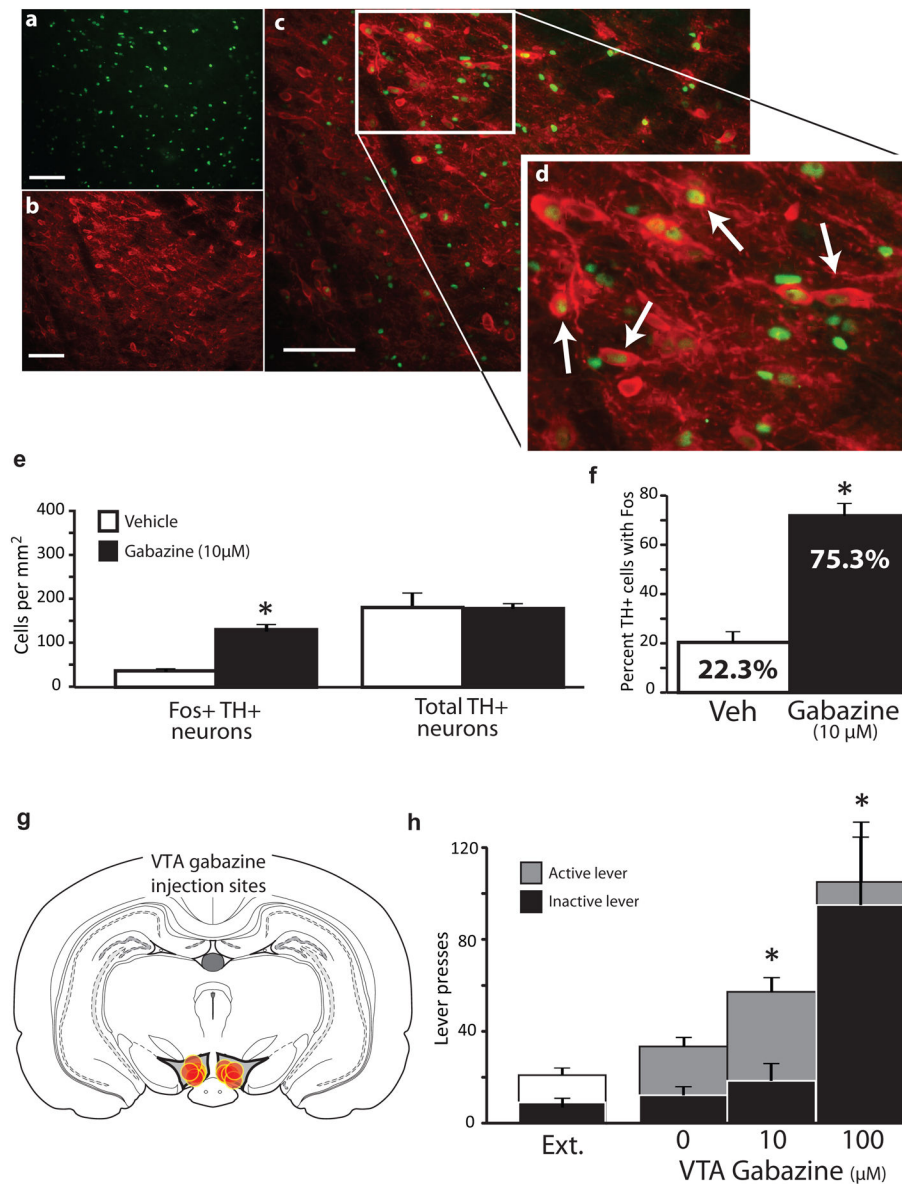 a
b
c
d
e
Cells per mm²
400
300
200
100
0
Vehicle
Gabazine (10μM)
*
Fos+ TH+
neurons
Total TH+
neurons
f
Percent TH+ cells with Fos
80
60
40
20
0
*
22.3%
75.3%
Veh
Gabazine
(10 μM)
g
VTA gabazine
injection sites
h
Lever presses
120
80
40
0
Active lever
Inactive lever
*
*
Ext.
0
10
100
VTA Gabazine (μM)